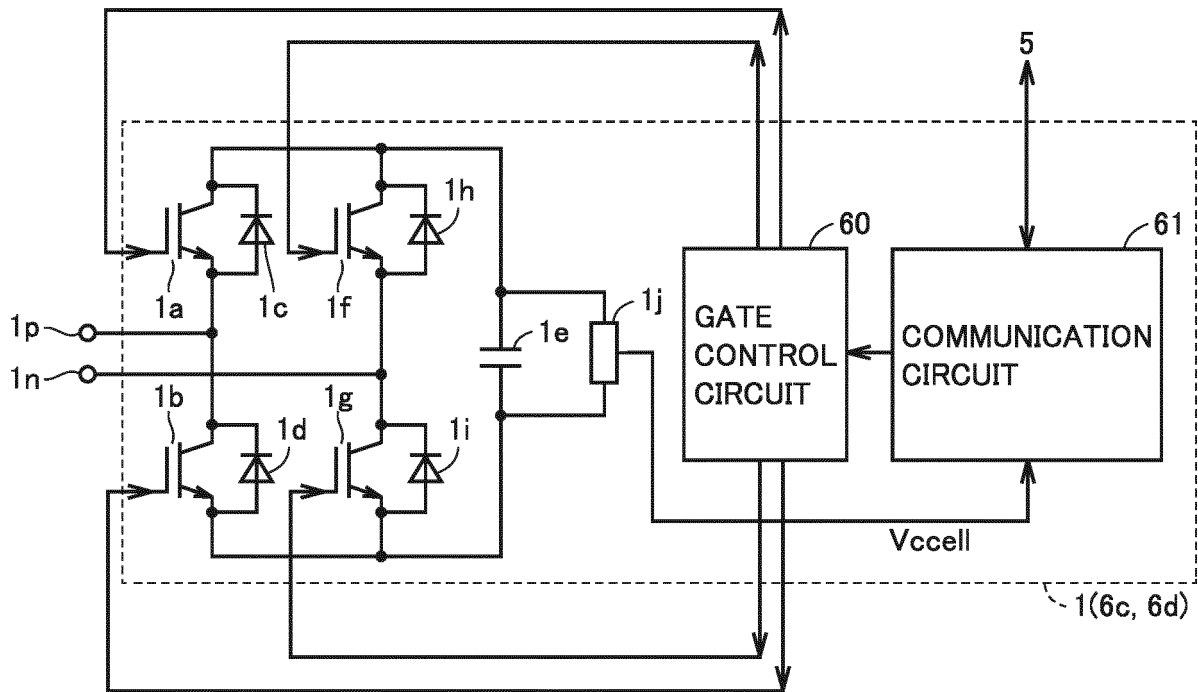 5
1h
60
61
1a
1c
1f
1j
1p
1e
GATE
CONTROL
CIRCUIT
COMMUNICATION
CIRCUIT
1n
1b
1d
1g
1i
Vccell
1(6c, 6d)